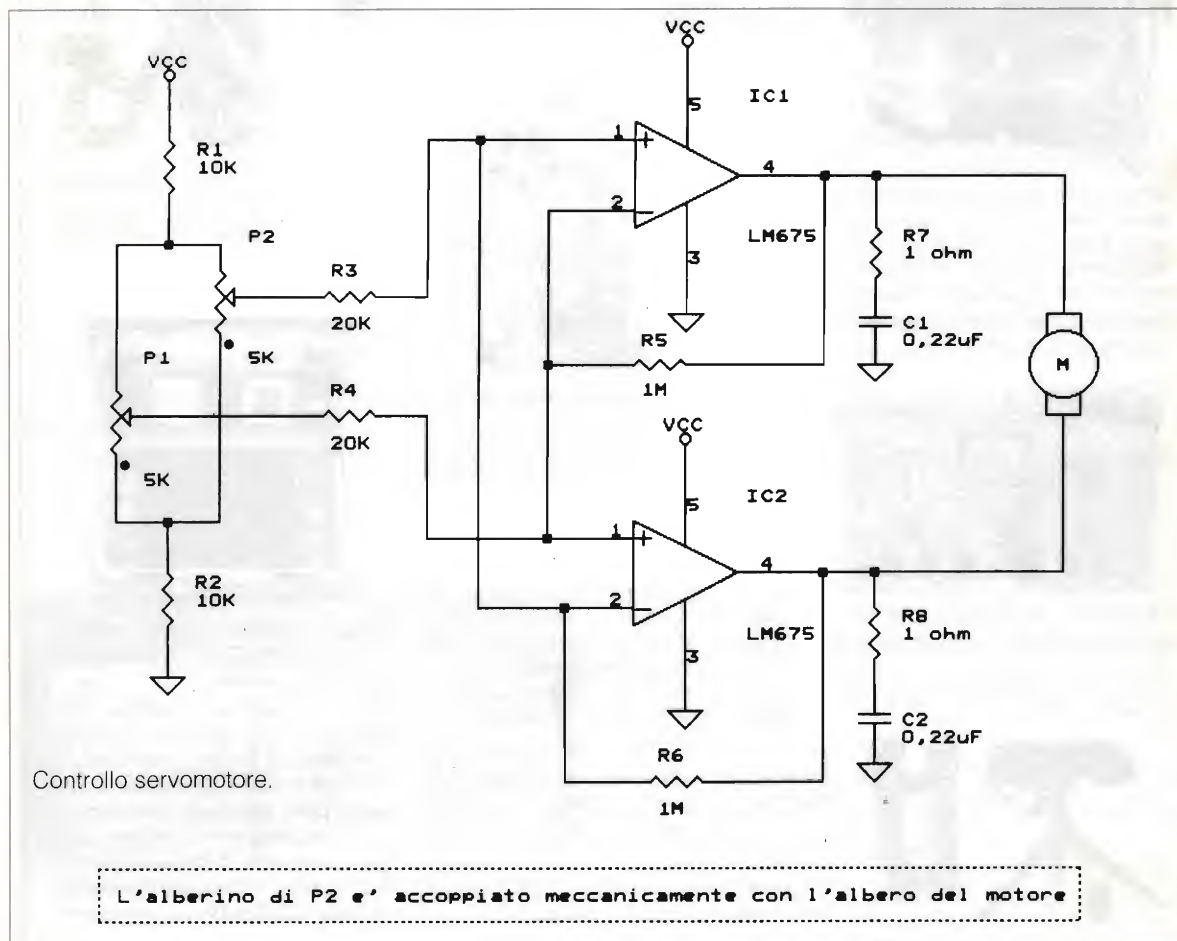 VCC
VCC
5
IC1
R1
10K
1
+
4
2
−
P2
LM675
R7
1 ohm
3
R3
20K
C1
0,22uF
R5
1M
P1
5K
M
R4
20K
VCC
5K
5
IC2
1
+
4
2
−
R2
10K
LM675
R8
1 ohm
3
C2
0,22uF
R6
1M
Controllo servomotore.
L'alberino di P2 e' accoppiato meccanicamente con l'albero del motore